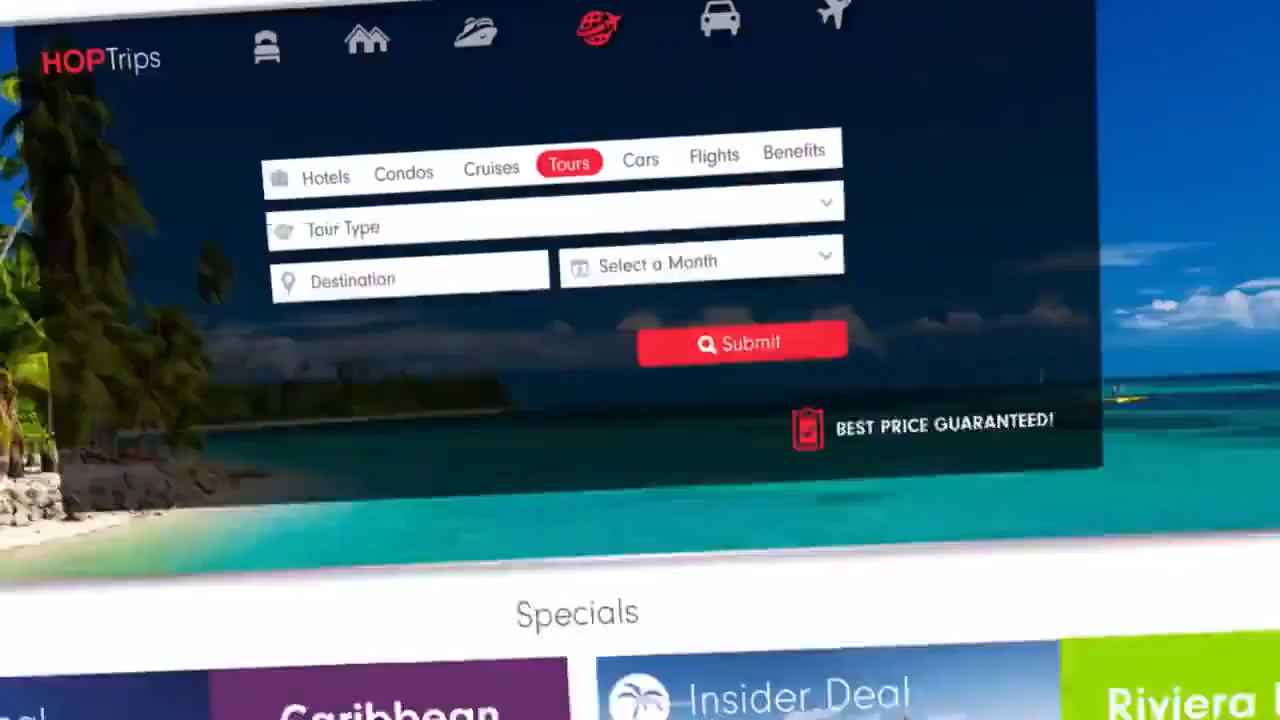 HOPTrips
Hotels Condos Cruises Tours Cars Flights Benefits
Tour Type
Destination
Select a Month
Submit
BEST PRICE GUARANTEED!
Specials
Caribbean
Insider Deal
Riviera